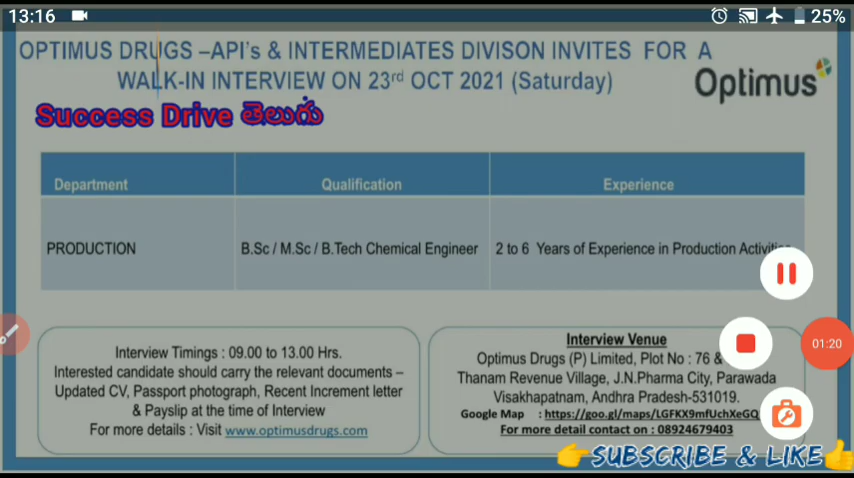 13:16 25%
OPTIMUS DRUGS –API's & INTERMEDIATES DIVISON INVITES FOR A
WALK-IN INTERVIEW ON 23rd OCT 2021 (Saturday)
Optimus
Success Drive తెలుగు
Department Qualification Experience
PRODUCTION B.Sc / M.Sc / B.Tech Chemical Engineer 2 to 6 Years of Experience in Production
Interview Timings : 09.00 to 13.00 Hrs.
Interested candidate should carry the relevant documents –
Updated CV, Passport photograph, Recent Increment letter
& Payslip at the time of Interview
For more details : Visit www.optimusdrugs.com
Interview Venue
Optimus Drugs (P) Limited, Plot No : 76 &
Thanam Revenue Village, J.N.Pharma City, Parawada
Visakhapatnam, Andhra Pradesh-531019.
Google Map : https://goo.gl/maps/LGFKX9mfUchXeGQ
For more detail contact on : 08924679403
01:20
SUBSCRIBE & LIKE